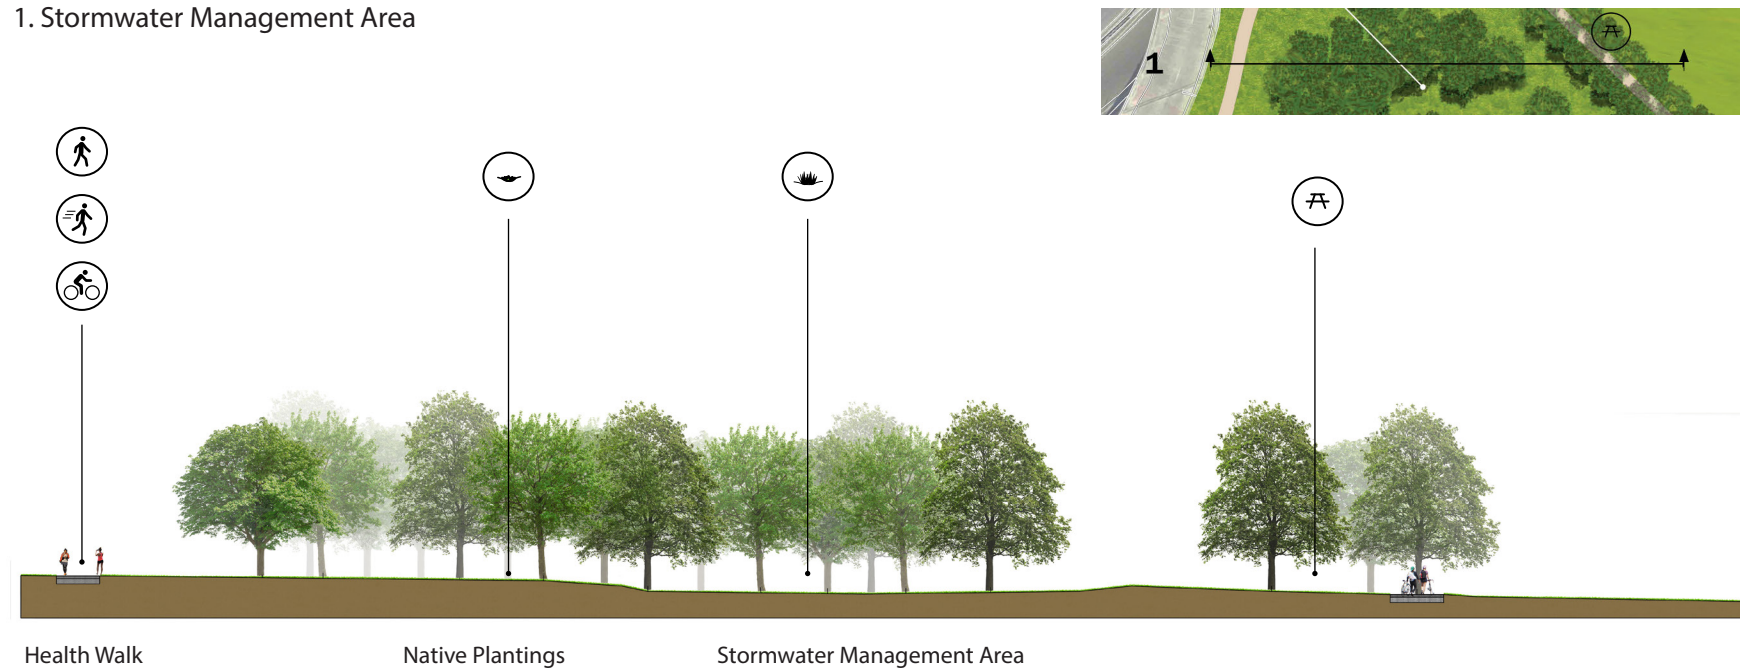 1. Stormwater Management Area
1
Health Walk
Native Plantings
Stormwater Management Area